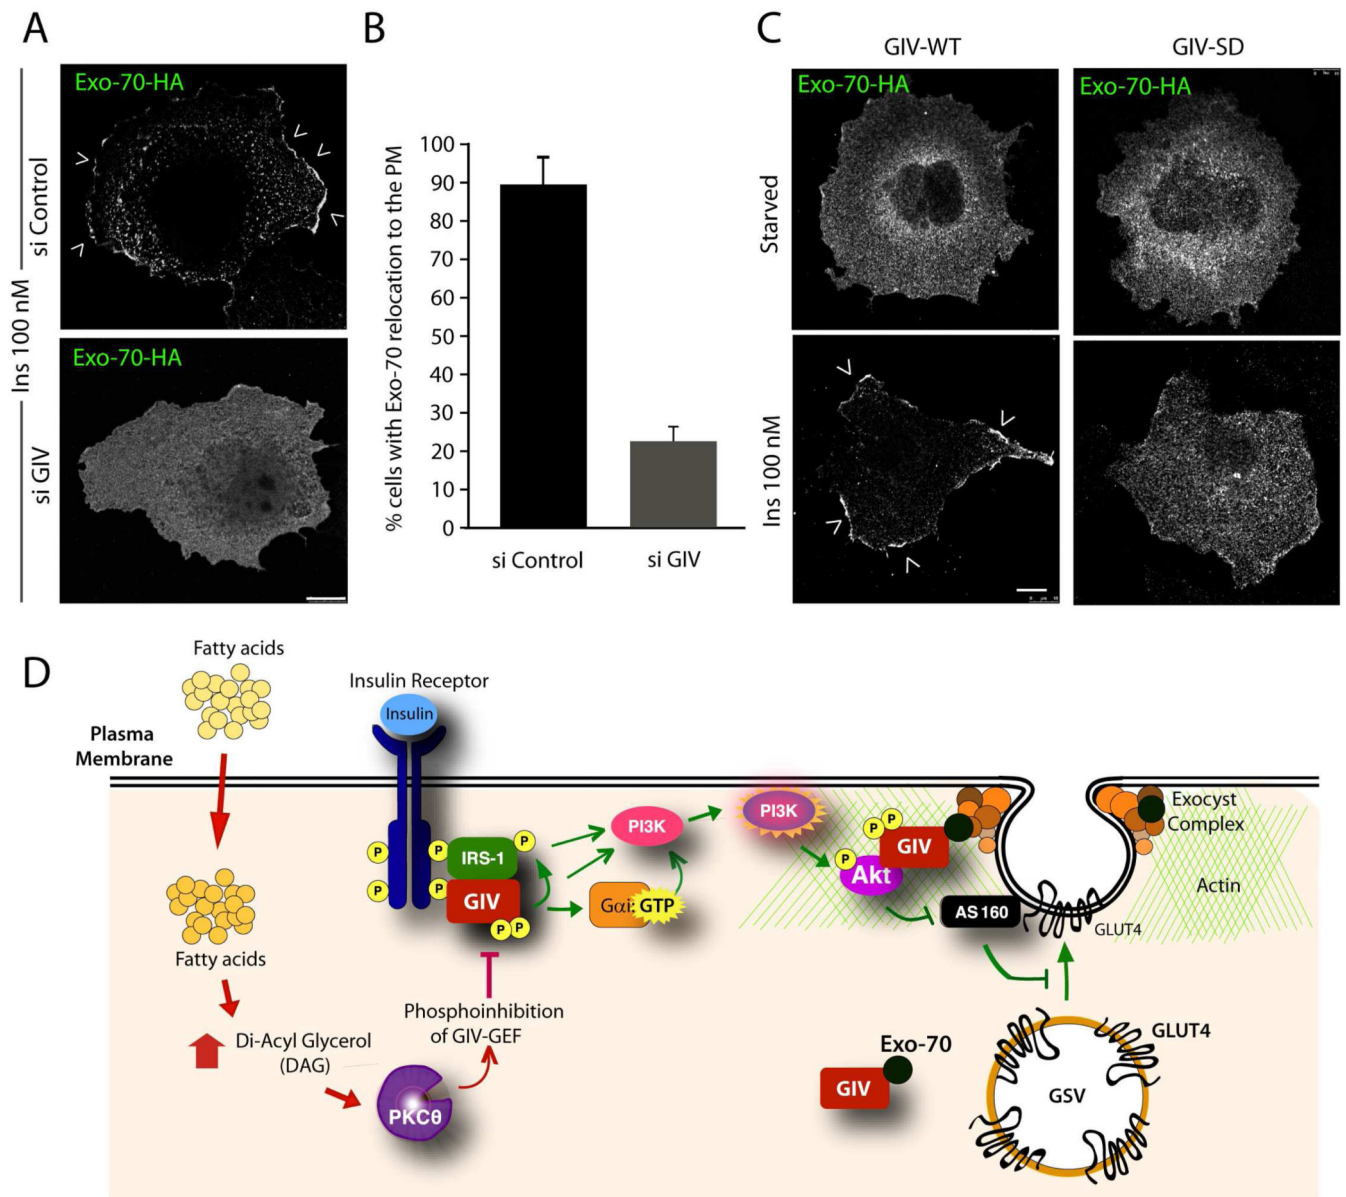 A
Ins 100 nM
si Control
Exo-70-HA
si GIV
Exo-70-HA
B
% cells with Exo-70 relocation to the PM
100
90
80
70
60
50
40
30
20
10
0
si Control
si GIV
C
GIV-WT
GIV-SD
Starved
Exo-70-HA
Exo-70-HA
Ins 100 nM
D
Fatty acids
Plasma
Membrane
Insulin Receptor
Insulin
P
P
P
P
P
IRS-1
GIV
P
P
PI3K
Gαi:
GTP
PI3K
P
P
P
GIV
Akt
AS160
Exocyst
Complex
Actin
GLUT4
Fatty acids
Di-Acyl Glycerol
(DAG)
PKCθ
Phosphoinhibition
of GIV-GEF
Exo-70
GIV
GLUT4
GSV